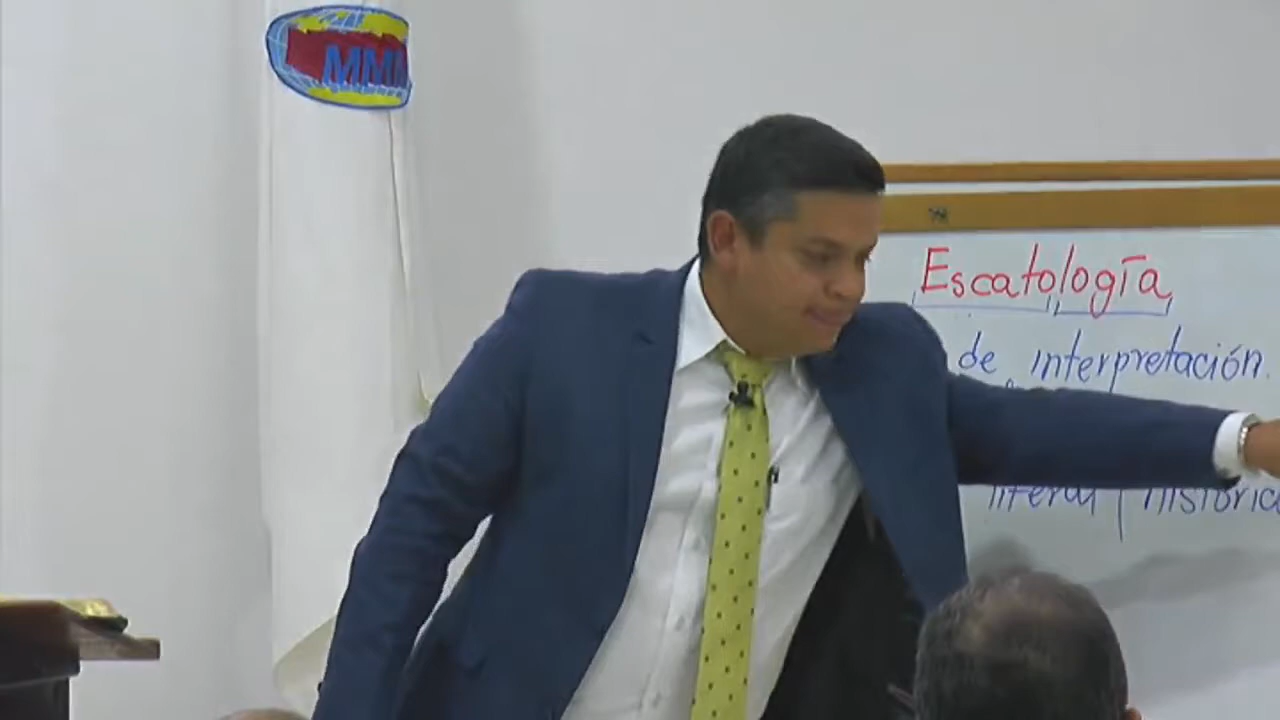 MMM
Escatología
de interpretación.
literal / histórica